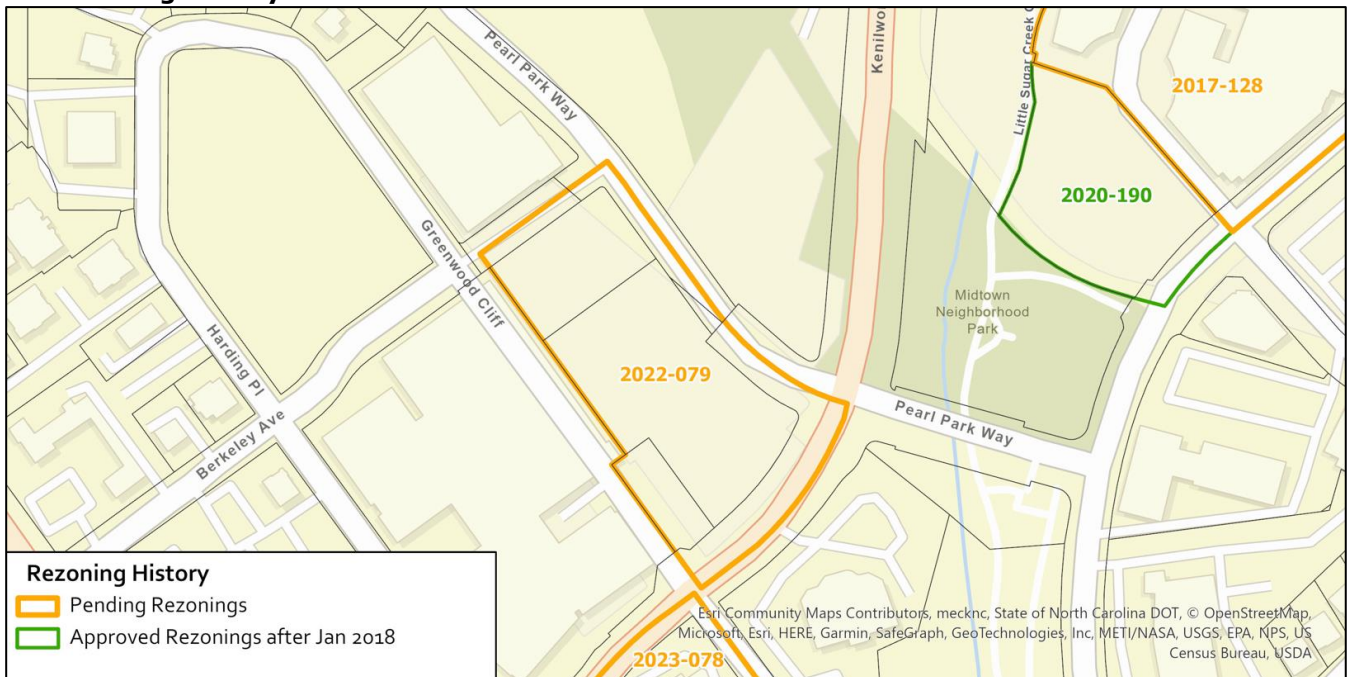 Pearl Park Way
Kenilwo
Little Sugar Creek
2017-128
2020-190
Greenwood Cliff
Midtown
Neighborhood
Park
Harding Pl
2022-079
Pearl Park Way
Berkeley Ave
Rezoning History
Pending Rezonings
Approved Rezonings after Jan 2018
Esri Community Maps Contributors, mecknc, State of North Carolina DOT, © OpenStreetMap,
Microsoft, Esri, HERE, Garmin, SafeGraph, GeoTechnologies, Inc, METI/NASA, USGS, EPA, NPS, US
Census Bureau, USDA
2023-078